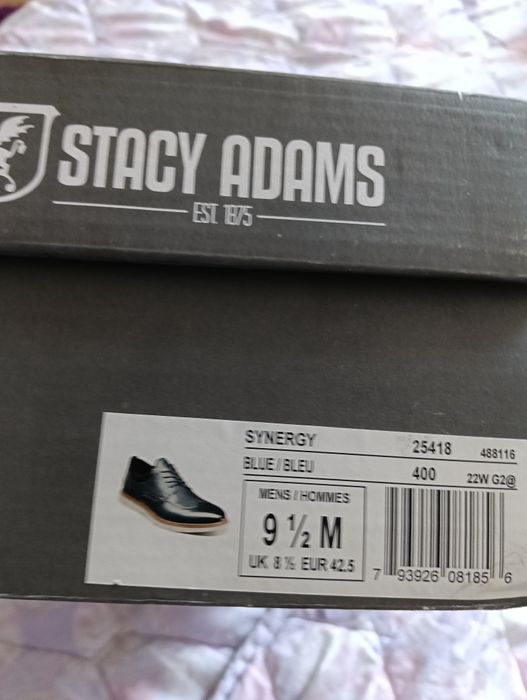 STACY ADAMS
EST. 1875
SYNERGY 25418 488116
BLUE / BLEU 400 22W G2@
MENS / HOMMES
9 ½ M
UK 8 ½ EUR 42.5
7 93926 08185 6